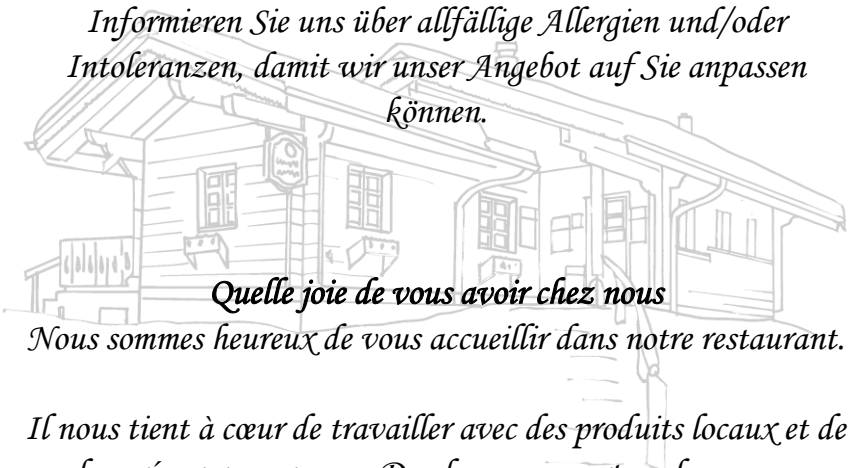 Informieren Sie uns über allfällige Allergien und/oder
Intoleranzen, damit wir unser Angebot auf Sie anpassen
können.
Quelle joie de vous avoir chez nous
Nous sommes heureux de vous accueillir dans notre restaurant.
Il nous tient à cœur de travailler avec des produits locaux et de